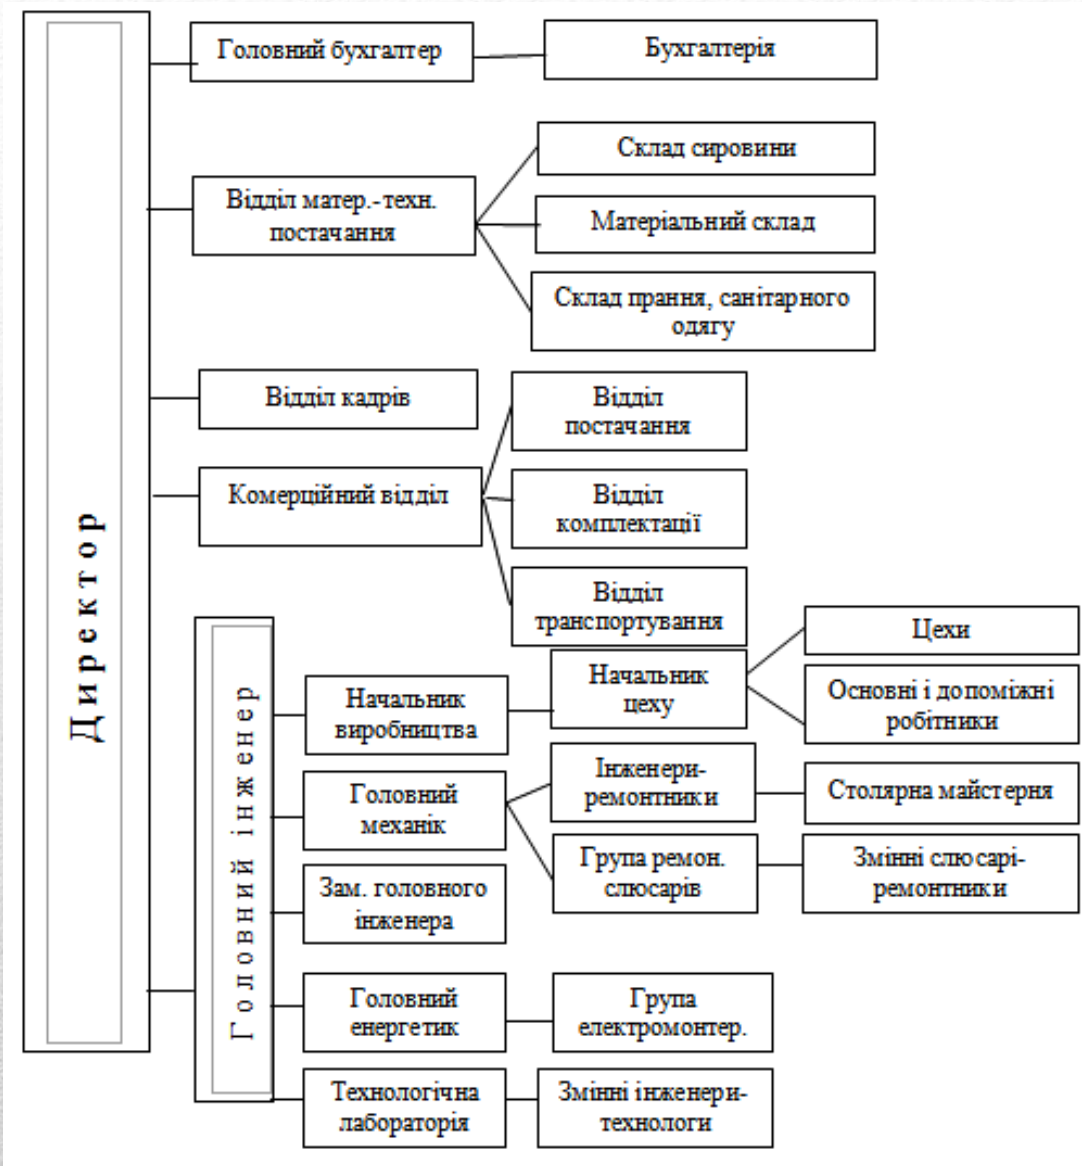 Директор
Головний бухгалтер
Бухгалтерія
Відділ матер.-техн.
постачання
Склад сировини
Матеріальний склад
Склад прання, санітарного
одягу
Відділ кадрів
Комерційний відділ
Відділ
постачання
Відділ
комплектації
Відділ
транспортування
Головний інженер
Начальник
виробництва
Начальник
цеху
Цехи
Основні і допоміжні
робітники
Головний
механік
Інженери-
ремонтники
Столярна майстерня
Група ремон.
слюсарів
Змінні слюсарі-
ремонтники
Зам. головного
інженера
Головний
енергетик
Група
електромонтер.
Технологічна
лабораторія
Змінні інженери-
технологи